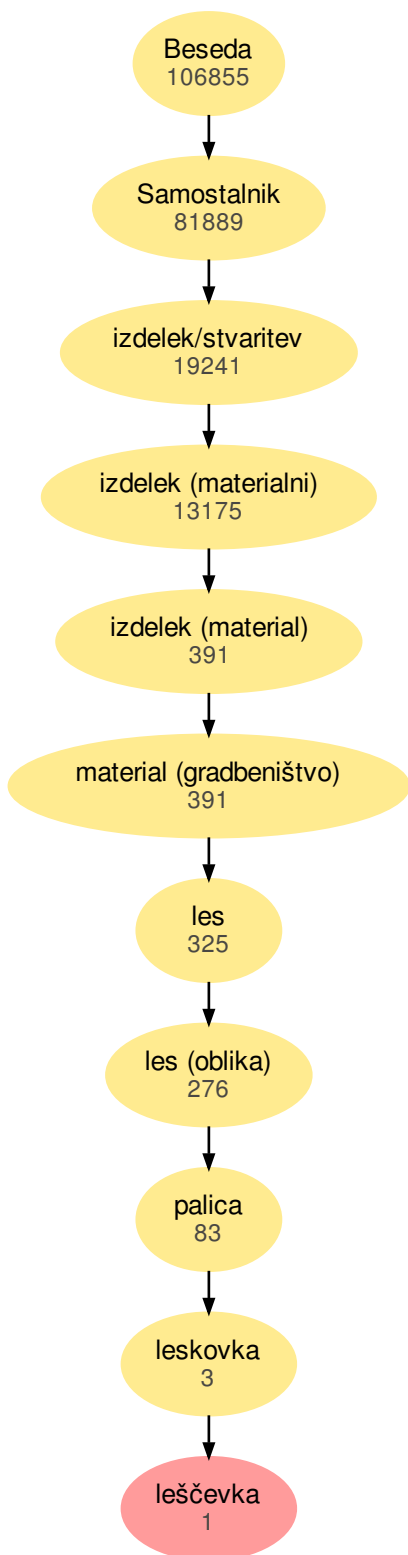 Beseda
106855
Samostalnik
81889
izdelek/stvaritev
19241
izdelek (materialni)
13175
izdelek (material)
391
material (gradbeništvo)
391
les
325
les (oblika)
276
palica
83
leskovka
3
leščevka
1